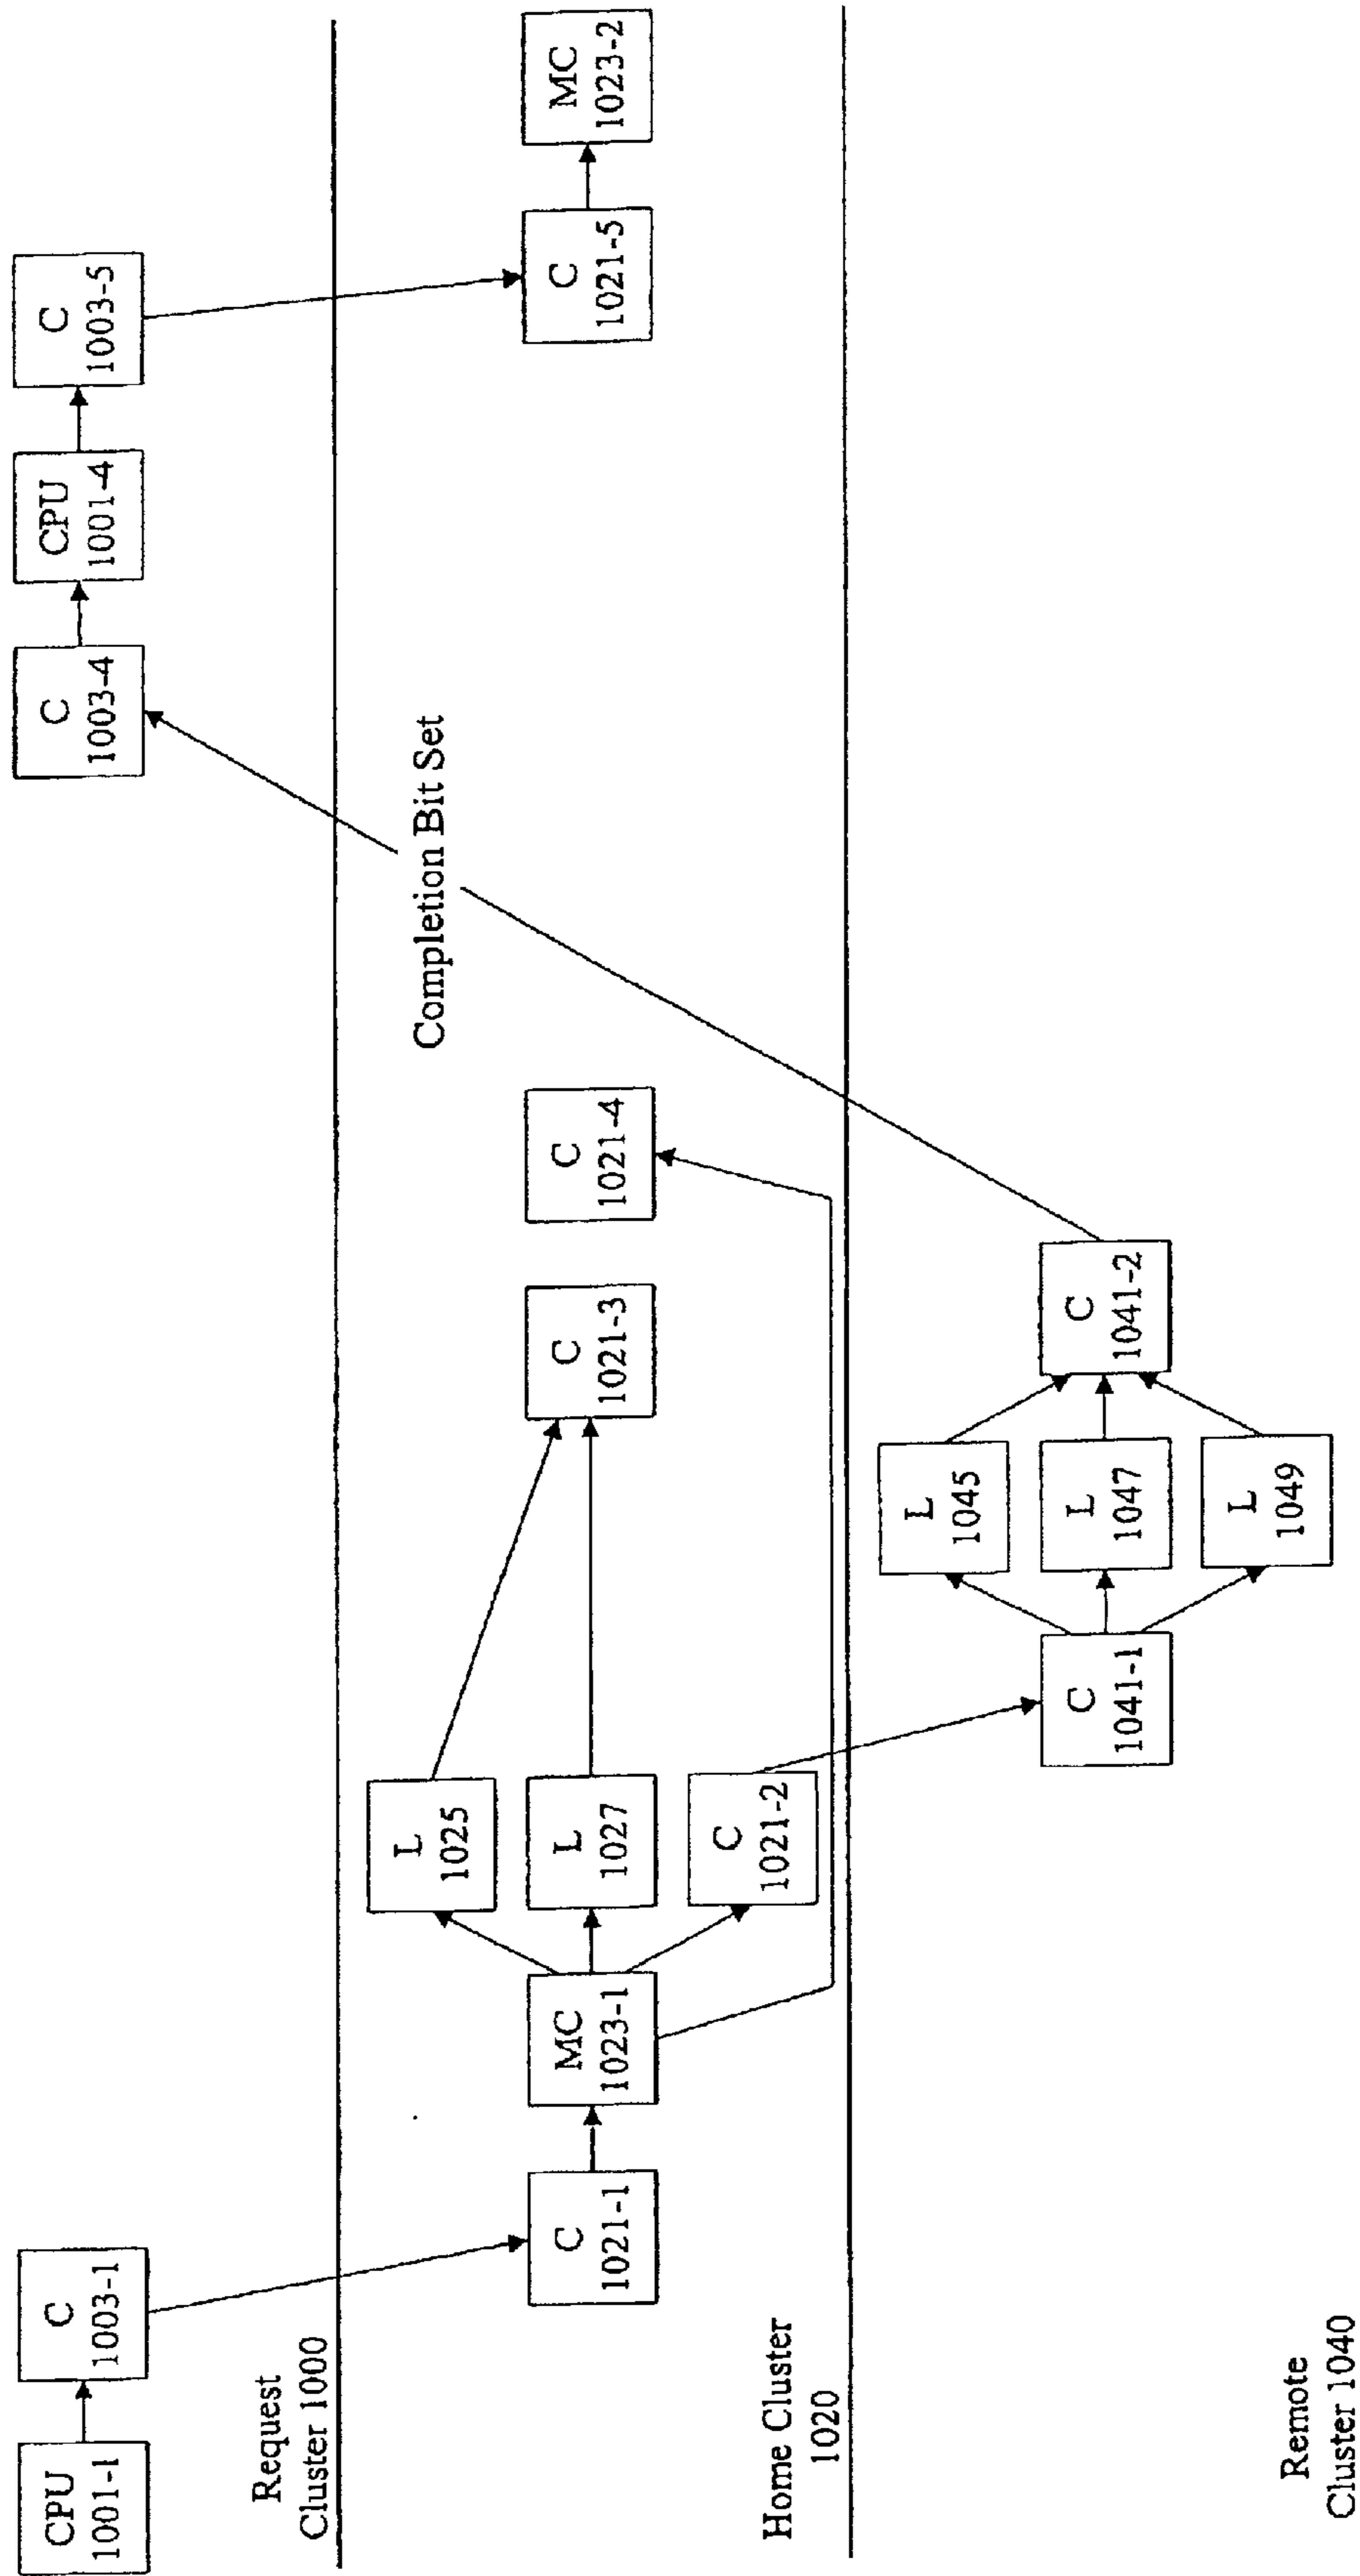 CPU
1001-1
C
1003-1
C
1003-4
CPU
1001-4
C
1003-5
Request
Cluster 1000
C
1021-1
MC
1023-1
L
1025
L
1027
C
1021-2
C
1021-3
C
1021-4
Completion Bit Set
C
1021-5
MC
1023-2
Home Cluster
1020
C
1041-1
L
1045
L
1047
L
1049
C
1041-2
Remote
Cluster 1040